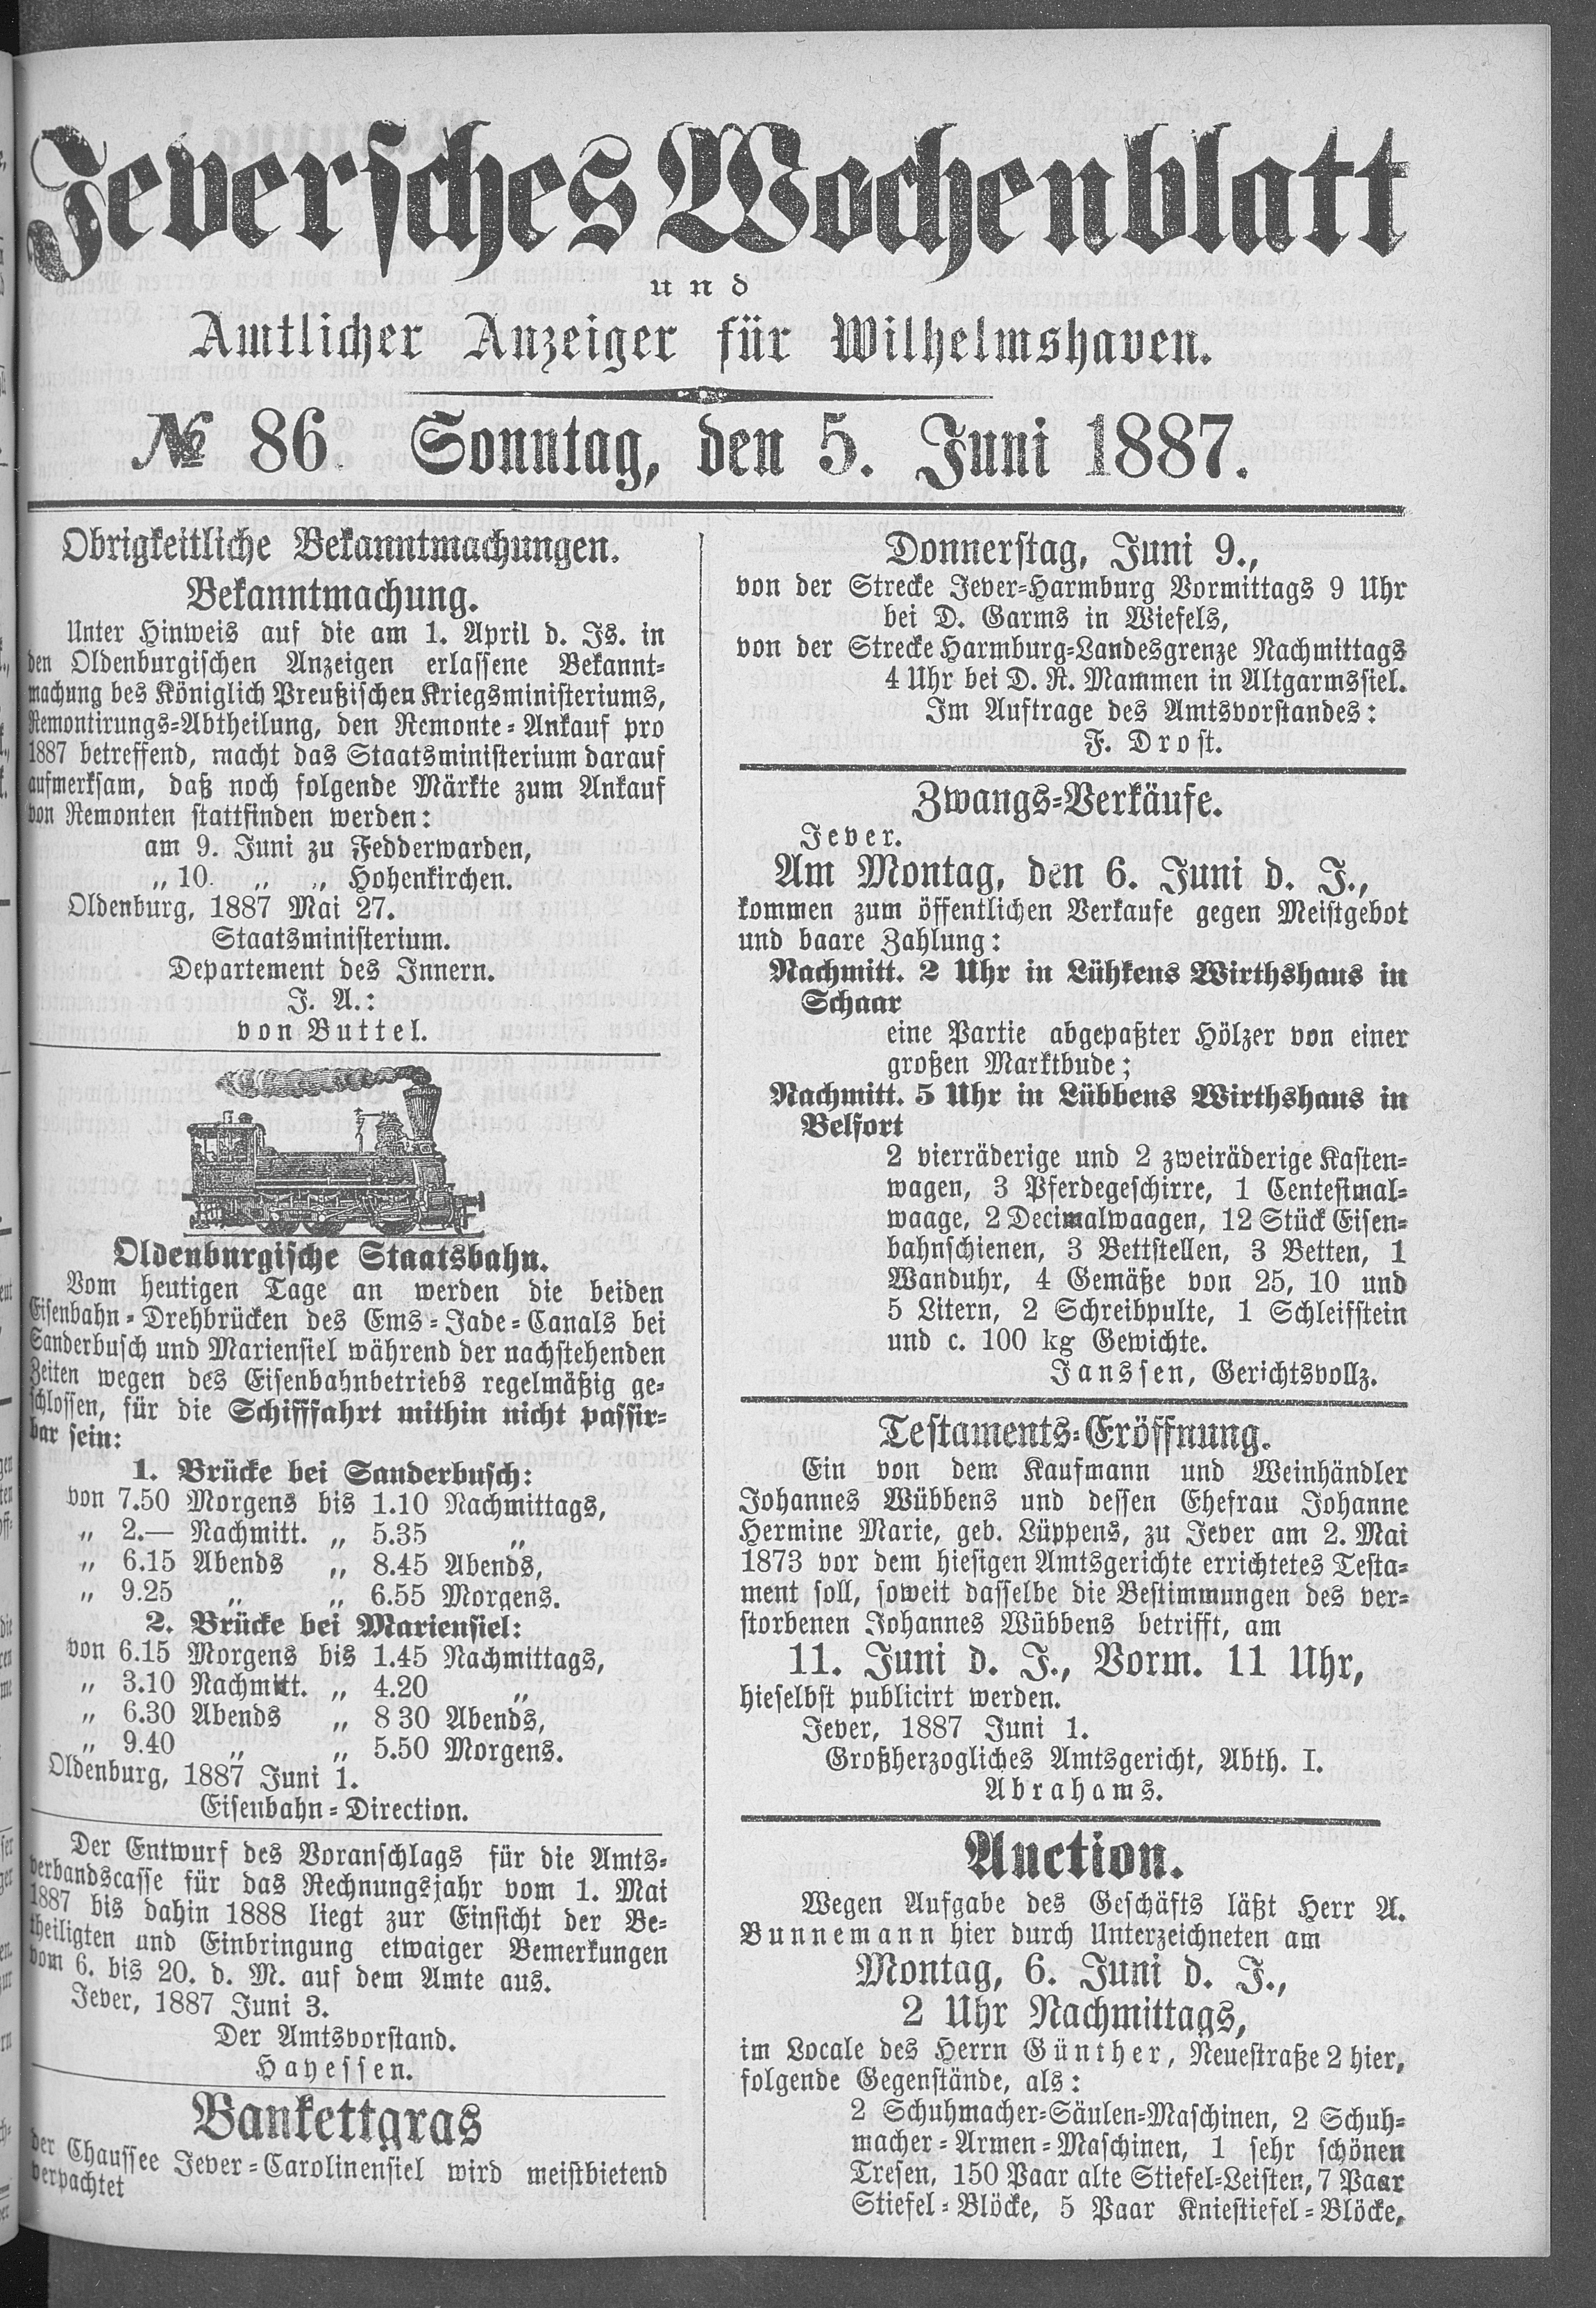 Jeversches Wochenblatt
und
Amtlicher Anzeiger für Wilhelmshaven.
№ 86. Sonntag, den 5. Juni 1887.
Obrigkeitliche Bekanntmachungen.
Bekanntmachung.
Unter Hinweis auf die am 1. April d. Js. in
den Oldenburgischen Anzeigen erlassene Bekannt-
machung des Königlich Preußischen Kriegsministeriums,
Remontirungs-Abtheilung, den Remonte-Ankauf pro
1887 betreffend, macht das Staatsministerium darauf
aufmerksam, daß noch folgende Märkte zum Ankauf
von Remonten stattfinden werden:
am 9. Juni zu Fedderwarden,
„ 10. „ „ Hohenkirchen.
Oldenburg, 1887 Mai 27.
Staatsministerium.
Departement des Innern.
J. A.:
von Buttel.
Oldenburgische Staatsbahn.
Vom heutigen Tage an werden die beiden
Eisenbahn-Drehbrücken des Ems-Jade-Canals bei
Sanderbusch und Mariensiel während der nachstehenden
Zeiten wegen des Eisenbahnbetriebs regelmäßig ge-
schlossen, für die Schifffahrt mithin nicht passir-
bar sein:
1. Brücke bei Sanderbusch:
von 7.50 Morgens bis 1.10 Nachmittags,
„ 2.— Nachmitt. „ 5.35 „
„ 6.15 Abends „ 8.45 Abends,
„ 9.25 „ „ 6.55 Morgens.
2. Brücke bei Mariensiel:
von 6.15 Morgens bis 1.45 Nachmittags,
„ 3.10 Nachmitt. „ 4.20 „
„ 6.30 Abends „ 8 30 Abends,
„ 9.40 „ „ 5.50 Morgens.
Oldenburg, 1887 Juni 1.
Eisenbahn-Direction.
Der Entwurf des Voranschlags für die Amts-
verbandscasse für das Rechnungsjahr vom 1. Mai
1887 bis dahin 1888 liegt zur Einsicht der Be-
theiligten und Einbringung etwaiger Bemerkungen
vom 6. bis 20. d. M. auf dem Amte aus.
Jever, 1887 Juni 3.
Der Amtsvorstand.
Hayessen.
Bankettgras
der Chaussee Jever-Carolinensiel wird meistbietend
verpachtet
Donnerstag, Juni 9.,
von der Strecke Jever-Harmburg Vormittags 9 Uhr
bei D. Garms in Wiefels,
von der Strecke Harmburg-Landesgrenze Nachmittags
4 Uhr bei D. R. Mammen in Altgarmssiel.
Im Auftrage des Amtsvorstandes:
F. Drost.
Zwangs-Verkäufe.
Jever.
Am Montag, den 6. Juni d. J.,
kommen zum öffentlichen Verkaufe gegen Meistgebot
und baare Zahlung:
Nachmitt. 2 Uhr in Lühkens Wirthshaus in
Schaar
eine Partie abgepaßter Hölzer von einer
großen Marktbude;
Nachmitt. 5 Uhr in Lübbens Wirthshaus in
Belfort
2 vierräderige und 2 zweiräderige Kasten-
wagen, 3 Pferdegeschirre, 1 Centesimal-
waage, 2 Decimalwaagen, 12 Stück Eisen-
bahnschienen, 3 Bettstellen, 3 Betten, 1
Wanduhr, 4 Gemäße von 25, 10 und
5 Litern, 2 Schreibpulte, 1 Schleifstein
und c. 100 kg Gewichte.
Janssen, Gerichtsvollz.
Testaments-Eröffnung.
Ein von dem Kaufmann und Weinhändler
Johannes Wübbens und dessen Ehefrau Johanne
Hermine Marie, geb. Lüppens, zu Jever am 2. Mai
1873 vor dem hiesigen Amtsgerichte errichtetes Testa-
ment soll, soweit dasselbe die Bestimmungen des ver-
storbenen Johannes Wübbens betrifft, am
11. Juni d. J., Vorm. 11 Uhr,
hieselbst publicirt werden.
Jever, 1887 Juni 1.
Großherzogliches Amtsgericht, Abth. I.
Abrahams.
Auction.
Wegen Aufgabe des Geschäfts läßt Herr A.
Bunnemann hier durch Unterzeichneten am
Montag, 6. Juni d. J.,
2 Uhr Nachmittags,
im Locale des Herrn Günther, Neuestraße 2 hier,
folgende Gegenstände, als:
2 Schuhmacher-Säulen-Maschinen, 2 Schuh-
macher-Armen-Maschinen, 1 sehr schönen
Tresen, 150 Paar alte Stiefel-Leisten, 7 Paar
Stiefel-Blöcke, 5 Paar Kniestiefel-Blöcke,